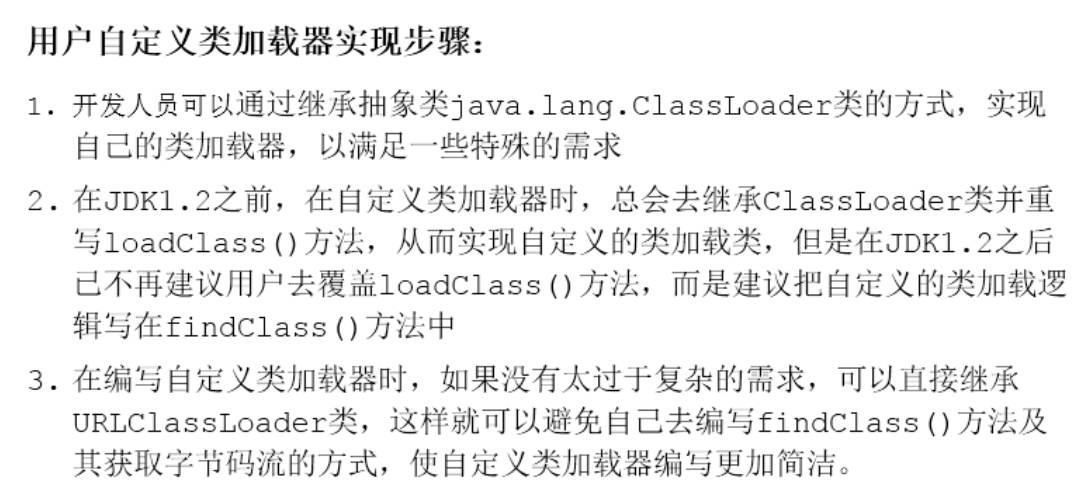 用户自定义类加载器实现步骤：
1. 开发人员可以通过继承抽象类java.lang.ClassLoader类的方式，实现
自己的类加载器，以满足一些特殊的需求
2. 在JDK1.2之前，在自定义类加载器时，总会去继承ClassLoader类并重
写loadClass()方法，从而实现自定义的类加载类，但是在JDK1.2之后
已不再建议用户去覆盖loadClass()方法，而是建议把自定义的类加载逻
辑写在findClass()方法中
3. 在编写自定义类加载器时，如果没有太过于复杂的需求，可以直接继承
URLClassLoader类，这样就可以避免自己去编写findClass()方法及
其获取字节码流的方式，使自定义类加载器编写更加简洁。